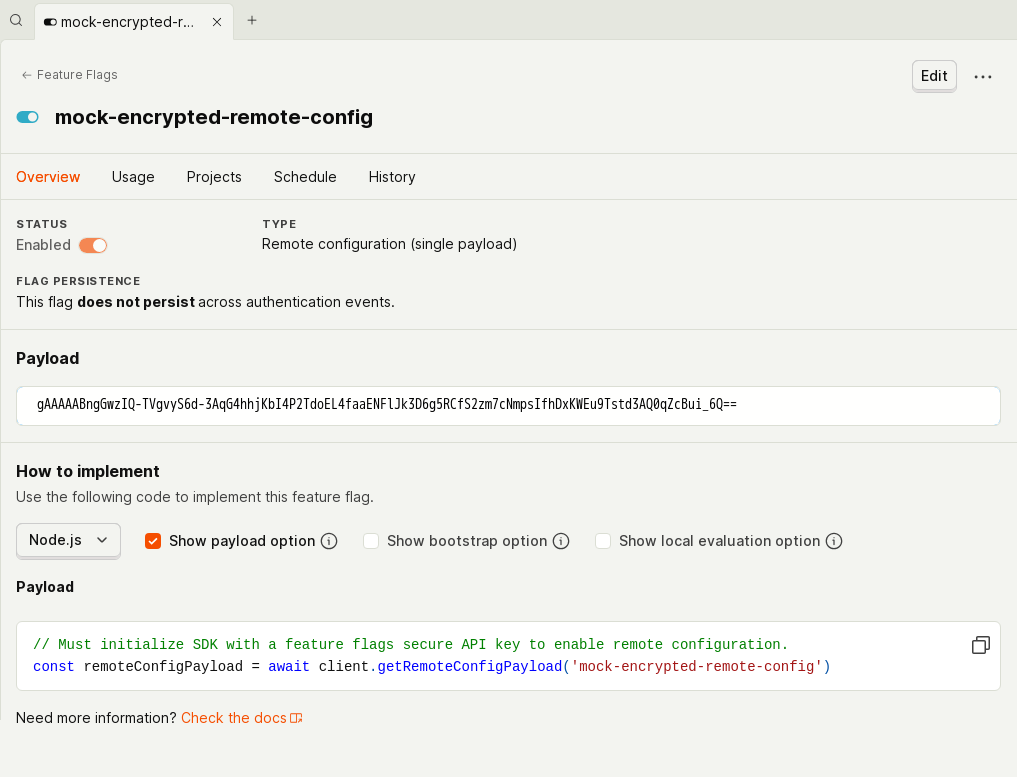 mock-encrypted-r...
Feature Flags
Edit
mock-encrypted-remote-config
Overview Usage Projects Schedule History
STATUS TYPE
Enabled Remote configuration (single payload)
FLAG PERSISTENCE
This flag does not persist across authentication events.
Payload
gAAAAABngGwzIQ-TVgvyS6d-3AqG4hhjKbI4P2TdoEL4faaENFlJk3D6g5RCfS2zm7cNmpsIfhDxKWEu9Tstd3AQ0qZcBui_6Q==
How to implement
Use the following code to implement this feature flag.
Node.js Show payload option Show bootstrap option Show local evaluation option
Payload
// Must initialize SDK with a feature flags secure API key to enable remote configuration.
const remoteConfigPayload = await client.getRemoteConfigPayload('mock-encrypted-remote-config')
Need more information? Check the docs